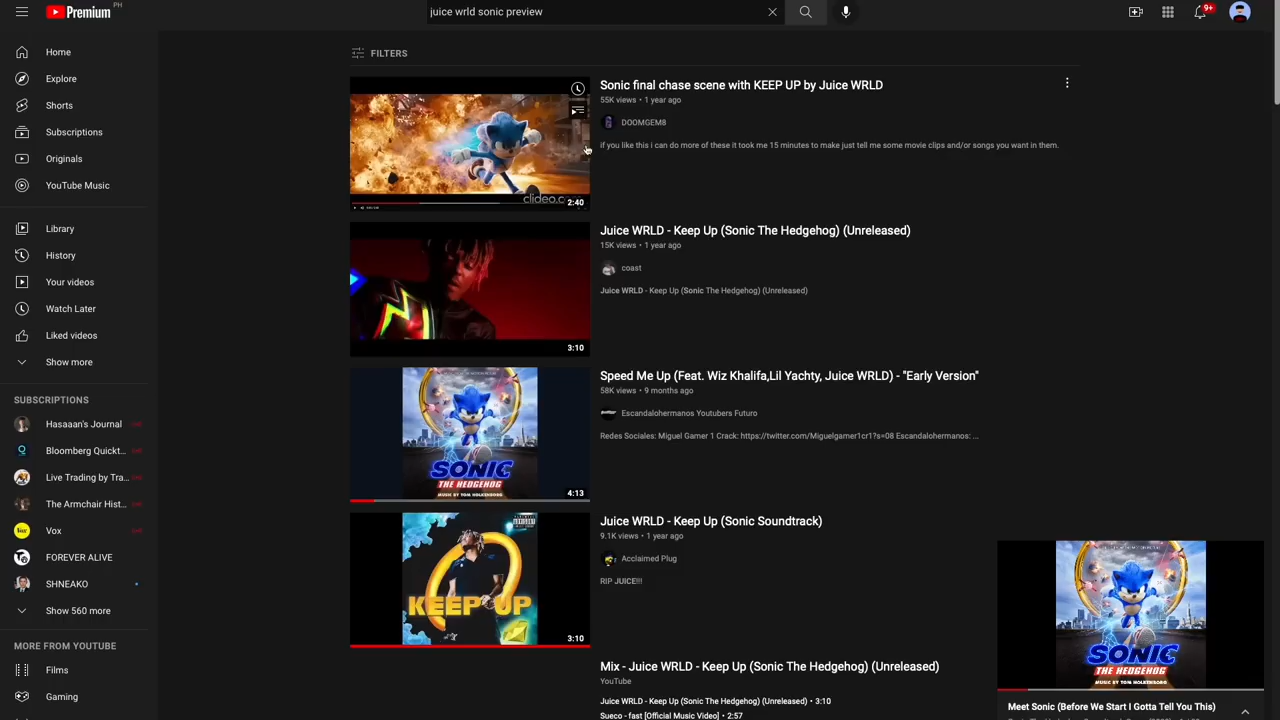 Premium PH
juice wrld sonic preview
9+
Home
Explore
Shorts
Subscriptions
Originals
YouTube Music
Library
History
Your videos
Watch Later
Liked videos
Show more
SUBSCRIPTIONS
Hasaaan's Journal
Bloomberg Quickt...
Live Trading by Tra...
The Armchair Hist...
Vox
FOREVER ALIVE
SHNEAKO
Show 560 more
MORE FROM YOUTUBE
Films
Gaming
FILTERS
clideo.c
2:40
Sonic final chase scene with KEEP UP by Juice WRLD
55K views • 1 year ago
DOOMGEM8
if you like this i can do more of these it took me 15 minutes to make just tell me some movie clips and/or songs you want in them.
3:10
Juice WRLD - Keep Up (Sonic The Hedgehog) (Unreleased)
15K views • 1 year ago
coast
Juice WRLD - Keep Up (Sonic The Hedgehog) (Unreleased)
SONIC
THE HEDGEHOG
MUSIC BY TOM HOLKENBORG
4:13
Speed Me Up (Feat. Wiz Khalifa,Lil Yachty, Juice WRLD) - "Early Version"
58K views • 9 months ago
Escandalohermanos Youtubers Futuro
Redes Sociales: Miguel Gamer 1 Crack: https://twitter.com/Miguelgamer1cr1?s=08 Escandalohermanos: ...
KEEP UP
3:10
Juice WRLD - Keep Up (Sonic Soundtrack)
9.1K views • 1 year ago
Acclaimed Plug
RIP JUICE!!!
Mix - Juice WRLD - Keep Up (Sonic The Hedgehog) (Unreleased)
YouTube
Juice WRLD - Keep Up (Sonic The Hedgehog) (Unreleased) • 3:10
Sueco - fast [Official Music Video] • 2:57
SONIC
THE HEDGEHOG
MUSIC BY TOM HOLKENBORG
Meet Sonic (Before We Start I Gotta Tell You This)